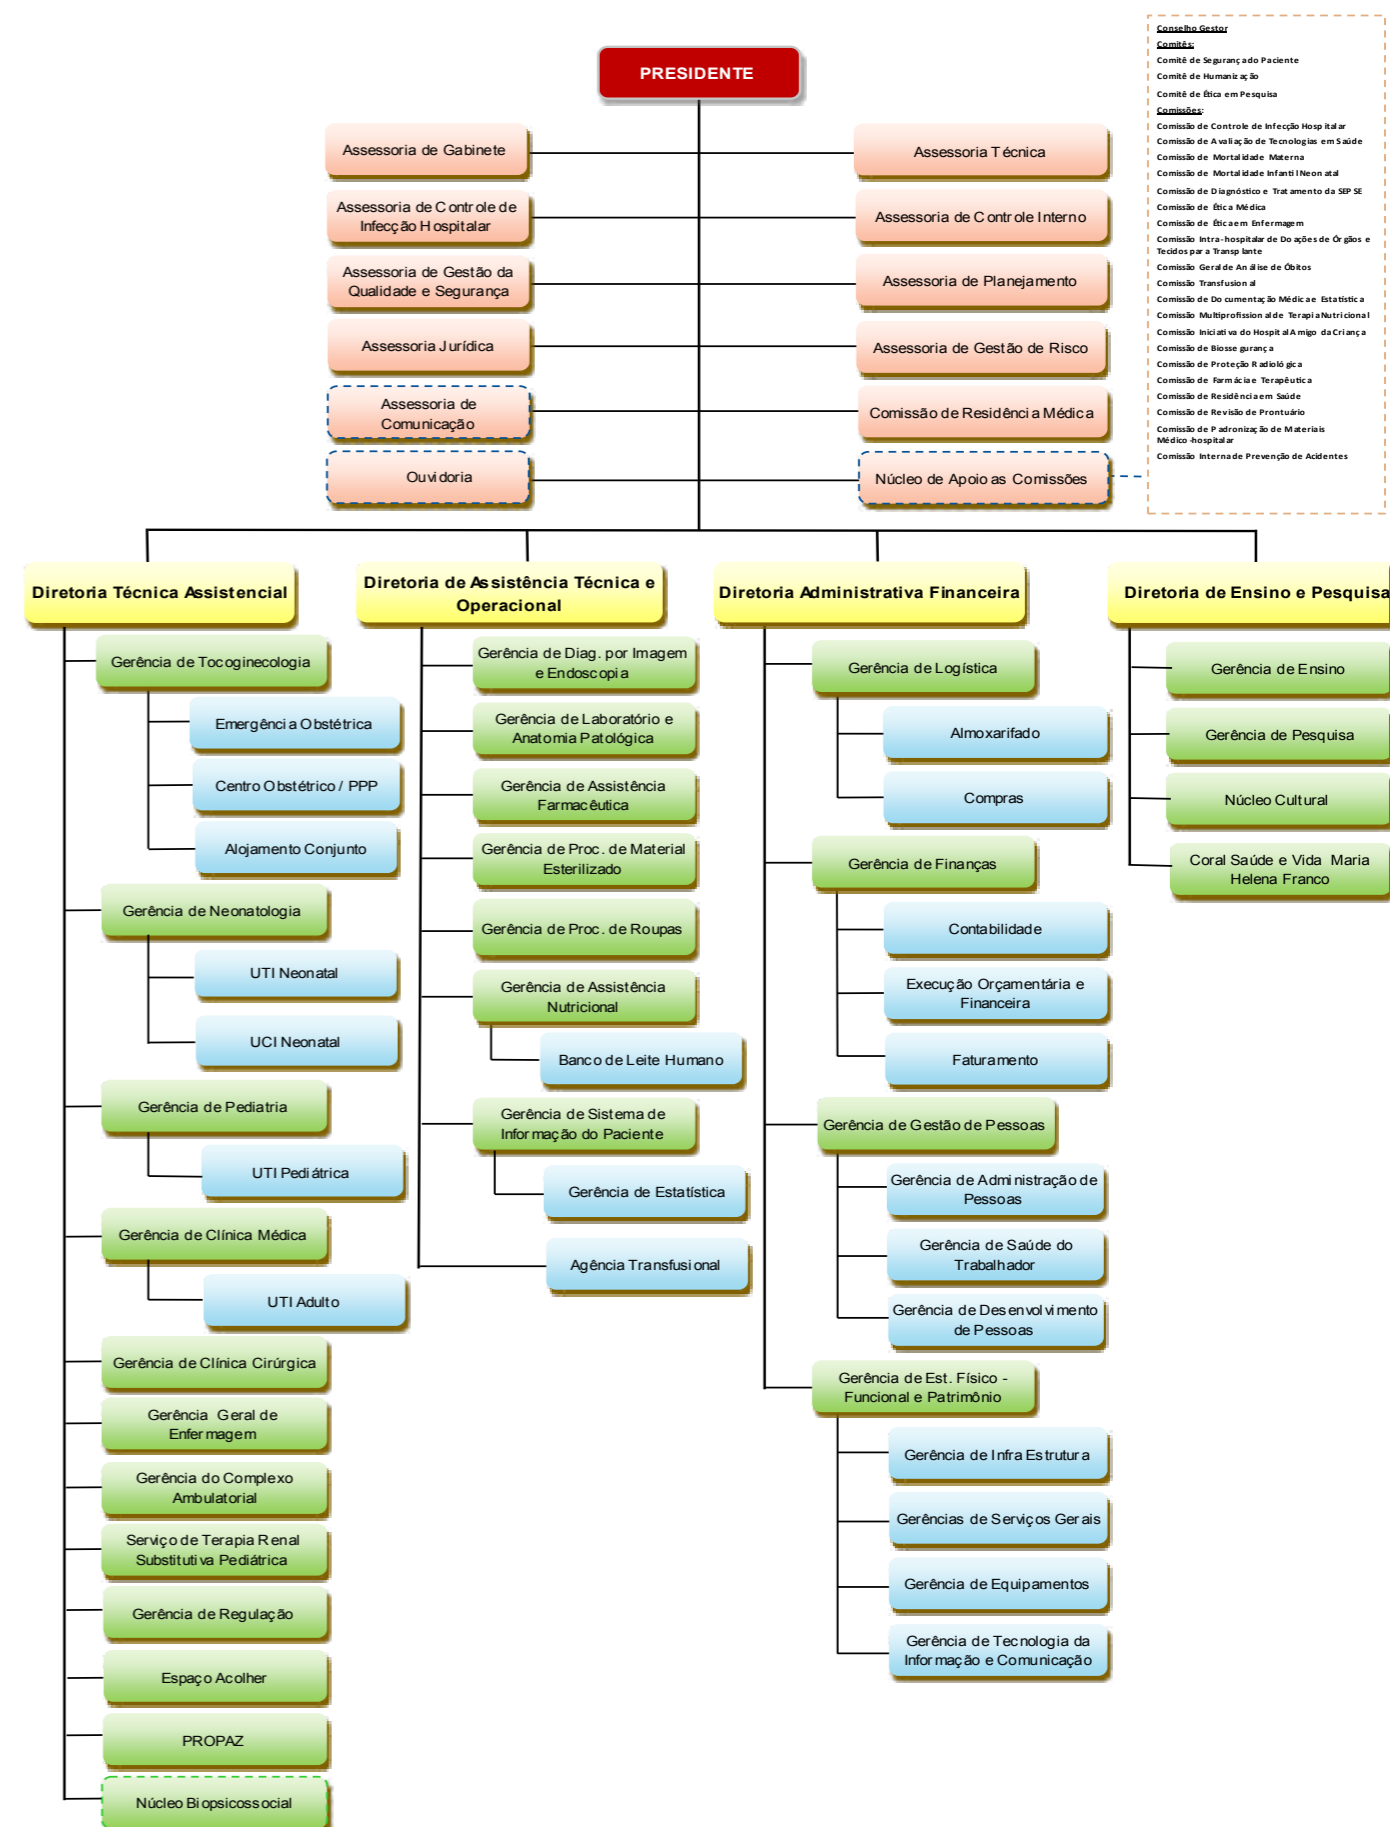 Conselho Gestor
Comitês:
Comitê de Segurança do Paciente
Comitê de Humanização
Comitê de Ética em Pesquisa
Comissões:
Comissão de Controle de Infecção Hospitalar
Comissão de Avaliação de Tecnologias em Saúde
Comissão de Mortalidade Materna
Comissão de Mortalidade Infantil Neonatal
Comissão de Diagnóstico e Tratamento da SEPSE
Comissão de Ética Médica
Comissão de Ética em Enfermagem
Comissão Intra-hospitalar de Doações de Órgãos e
Tecidos para Transplante
Comissão Geral de Análise de Óbitos
Comissão Transfusional
Comissão de Documentação Médica e Estatística
Comissão Multiprofissional de Terapia Nutricional
Comissão Iniciativa do Hospital Amigo da Criança
Comissão de Biossegurança
Comissão de Proteção Radiológica
Comissão de Farmácia e Terapêutica
Comissão de Residência em Saúde
Comissão de Revisão de Prontuário
Comissão de Padronização de Materiais
Médico-hospitalar
Comissão Interna de Prevenção de Acidentes
PRESIDENTE
Assessoria de Gabinete
Assessoria Técnica
Assessoria de Controle de
Infecção Hospitalar
Assessoria de Controle Interno
Assessoria de Gestão da
Qualidade e Segurança
Assessoria de Planejamento
Assessoria Jurídica
Assessoria de Gestão de Risco
Assessoria de
Comunicação
Comissão de Residência Médica
Ouvidoria
Núcleo de Apoio as Comissões
Diretoria Técnica Assistencial
Gerência de Tocoginecologia
Emergência Obstétrica
Centro Obstétrico / PPP
Alojamento Conjunto
Gerência de Neonatologia
UTI Neonatal
UCI Neonatal
Gerência de Pediatria
UTI Pediátrica
Gerência de Clínica Médica
UTI Adulto
Gerência de Clínica Cirúrgica
Gerência Geral de
Enfermagem
Gerência do Complexo
Ambulatorial
Serviço de Terapia Renal
Substitutiva Pediátrica
Gerência de Regulação
Espaço Acolher
PROPAZ
Núcleo Biopsicossocial
Diretoria de Assistência Técnica e
Operacional
Gerência de Diag. por Imagem
e Endoscopia
Gerência de Laboratório e
Anatomia Patológica
Gerência de Assistência
Farmacêutica
Gerência de Proc. de Material
Esterilizado
Gerência de Proc. de Roupas
Gerência de Assistência
Nutricional
Banco de Leite Humano
Gerência de Sistema de
Informação do Paciente
Gerência de Estatística
Agência Transfusional
Diretoria Administrativa Financeira
Gerência de Logística
Almoxarifado
Compras
Gerência de Finanças
Contabilidade
Execução Orçamentária e
Financeira
Faturamento
Gerência de Gestão de Pessoas
Gerência de Administração de
Pessoas
Gerência de Saúde do
Trabalhador
Gerência de Desenvolvimento
de Pessoas
Gerência de Est. Físico -
Funcional e Patrimônio
Gerência de Infra Estrutura
Gerências de Serviços Gerais
Gerência de Equipamentos
Gerência de Tecnologia da
Informação e Comunicação
Diretoria de Ensino e Pesquisa
Gerência de Ensino
Gerência de Pesquisa
Núcleo Cultural
Coral Saúde e Vida Maria
Helena Franco